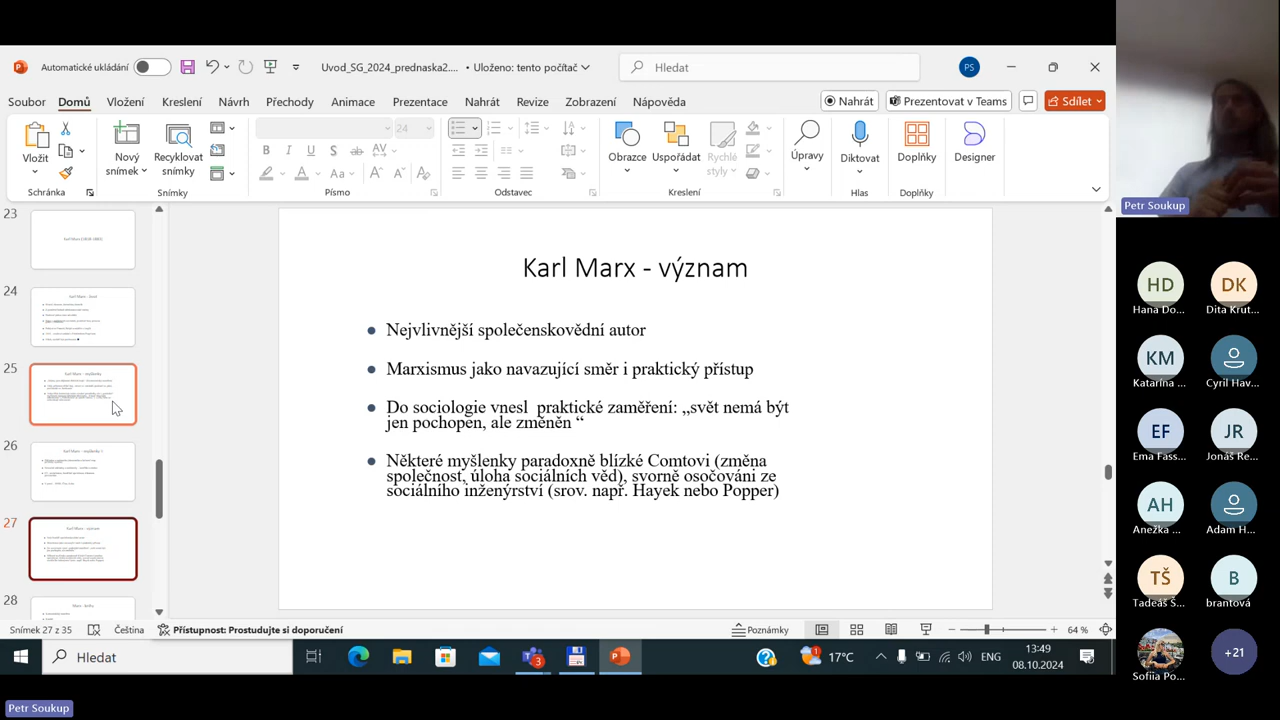 Automatické ukládání
Uvod_SG_2024_prednaska2.... • Uloženo: tento počítač
Hledat
PS
Soubor Domů Vložení Kreslení Návrh Přechody Animace Prezentace Nahrát Revize Zobrazení Nápověda
Nahrát
Prezentovat v Teams
Sdílet
Vložit
Nový snímek
Recyklovat snímky
24
Obrazce
Uspořádat
Rychlé styly
Úpravy
Diktovat
Doplňky
Designer
Schránka
Snímky
Písmo
Odstavec
Kreslení
Hlas
Doplňky
Petr Soukup
23
24
25
26
27
28
Karl Marx - význam
Nejvlivnější společenskovědní autor
Marxismus jako navazující směr i praktický přístup
Do sociologie vnesl praktické zaměření: „svět nemá být
jen pochopen, ale změněn “
Některé myšlenky paradoxně blízké Comtovi (změna
společnost, úloha sociálních věd), svorně osočováni ze
sociálního inženýrství (srov. např. Hayek nebo Popper)
HD
Hana Do...
DK
Dita Krut...
KM
Katarína ...
Cyril Hav...
EF
Ema Fass...
JR
Jonáš Re...
AH
Anežka ...
Adam H...
TŠ
Tadeáš Š...
B
brantová
Sofiia Po...
+21
Snímek 27 z 35
Čeština
Přístupnost: Prostudujte si doporučení
Poznámky
64 %
Hledat
3
1
17°C
ENG
13:49
08.10.2024
Petr Soukup